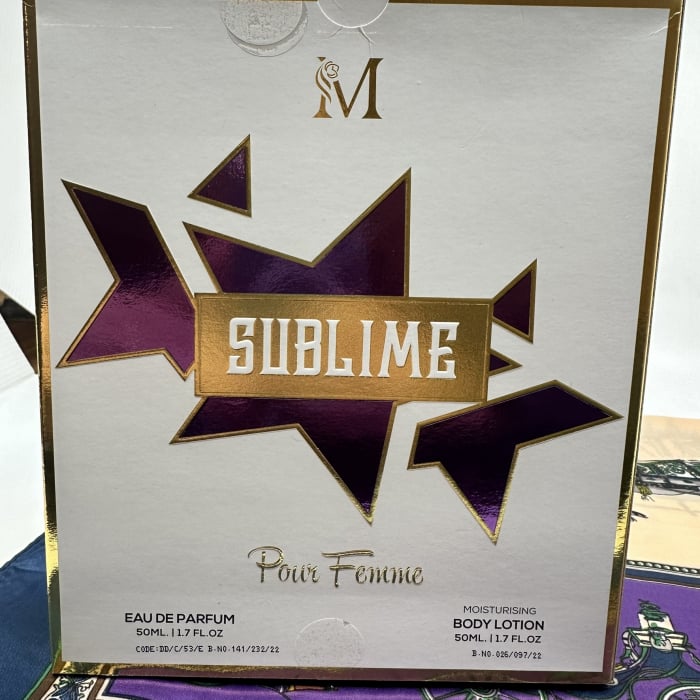 M
SUBLIME
Pour Femme
EAU DE PARFUM
50ML. | 1.7 FL.OZ
CODE:DD/C/53/E B.NO.141/232/22
MOISTURISING
BODY LOTION
50ML. | 1.7 FL.OZ
B.NO.026/097/22